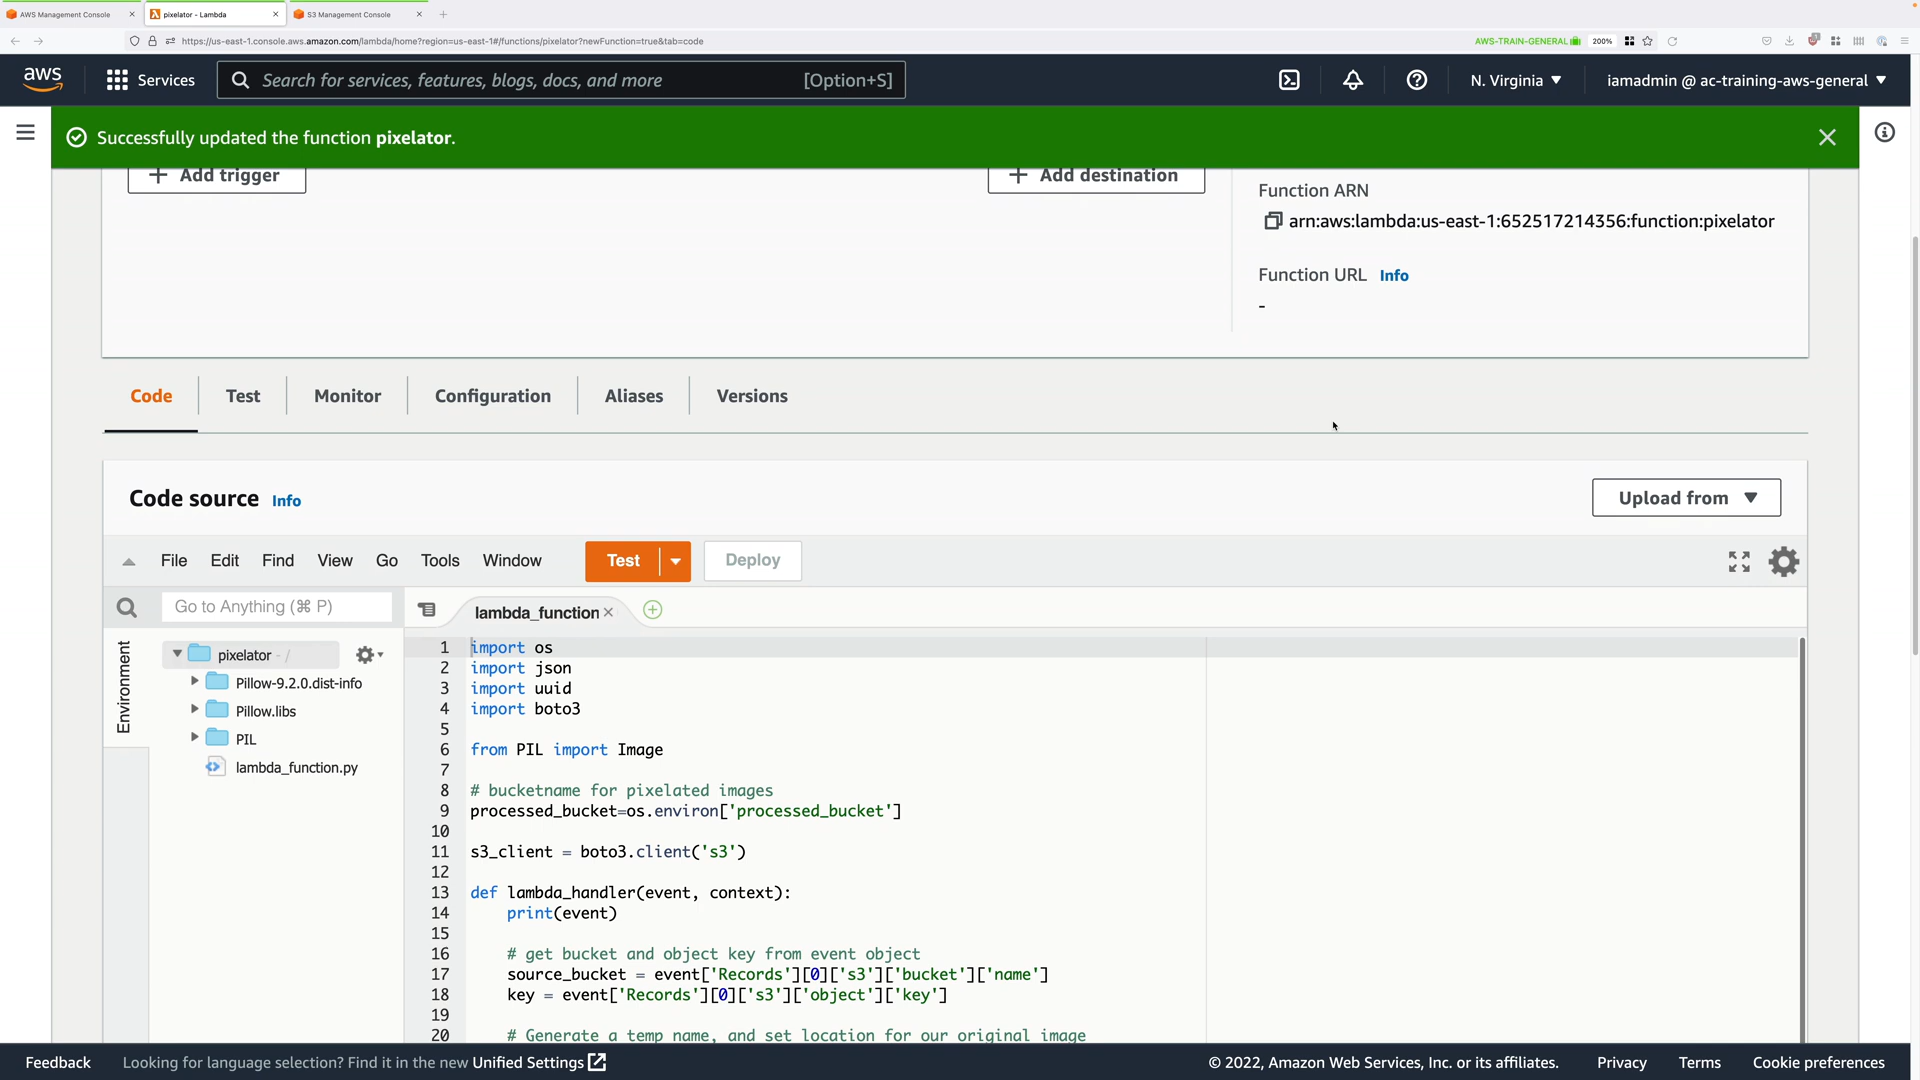 AWS Management Console
pixelator - Lambda
S3 Management Console
https://us-east-1.console.aws.amazon.com/lambda/home?region=us-east-1#/functions/pixelator?newFunction=true&tab=code
AWS-TRAIN-GENERAL
200%
aws
Services
Search for services, features, blogs, docs, and more
[Option+S]
N. Virginia
iamadmin @ ac-training-aws-general
Successfully updated the function pixelator.
Add trigger
Add destination
Function ARN
arn:aws:lambda:us-east-1:652517214356:function:pixelator
Function URL Info
-
Code
Test
Monitor
Configuration
Aliases
Versions
Code source Info
Upload from
File
Edit
Find
View
Go
Tools
Window
Test
Deploy
Go to Anything (⌘ P)
lambda_function
Environment
pixelator - /
Pillow-9.2.0.dist-info
Pillow.libs
PIL
lambda_function.py
1 import os
2 import json
3 import uuid
4 import boto3
5
6 from PIL import Image
7
8 # bucketname for pixelated images
9 processed_bucket=os.environ['processed_bucket']
10
11 s3_client = boto3.client('s3')
12
13 def lambda_handler(event, context):
14 print(event)
15
16 # get bucket and object key from event object
17 source_bucket = event['Records'][0]['s3']['bucket']['name']
18 key = event['Records'][0]['s3']['object']['key']
19
20 # Generate a temp name, and set location for our original image
Feedback
Looking for language selection? Find it in the new Unified Settings
© 2022, Amazon Web Services, Inc. or its affiliates.
Privacy
Terms
Cookie preferences